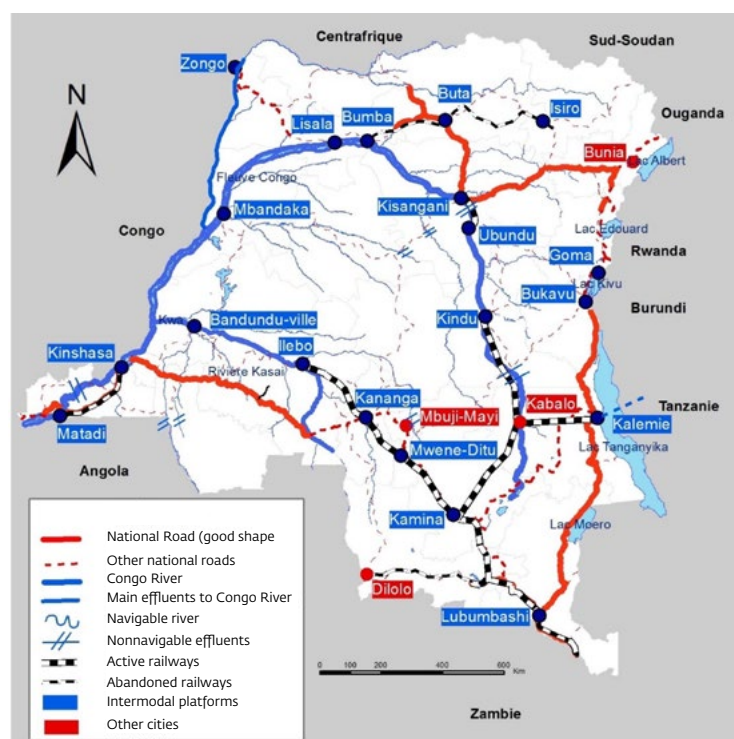 Centrafrique
Sud-Soudan
Zongo
N
Buta
Bumba
Isiro
Ouganda
Lisala
Bunia
Lac Albert
Fleuve Congo
Kisangani
Mbandaka
Ubundu
Lac Edouard
Congo
Goma
Rwanda
Lac Kivu
Bukavu
Burundi
Kindu
Kwa
Bandundu-ville
Ilebo
Kinshasa
Rivière Kasai
Kananga
Mbuji-Mayi
Kabalo
Tanzanie
Matadi
Kalemie
Mwene-Ditu
Lac Tanganyika
Angola
Kamina
Lac Moero
Dilolo
Lubumbashi
National Road (good shape
Other national roads
Congo River
Main effluents to Congo River
Navigable river
Nonnavigable effluents
Active railways
Abandoned railways
Intermodal platforms
Other cities
0 100 200 400 600
Km
Zambie